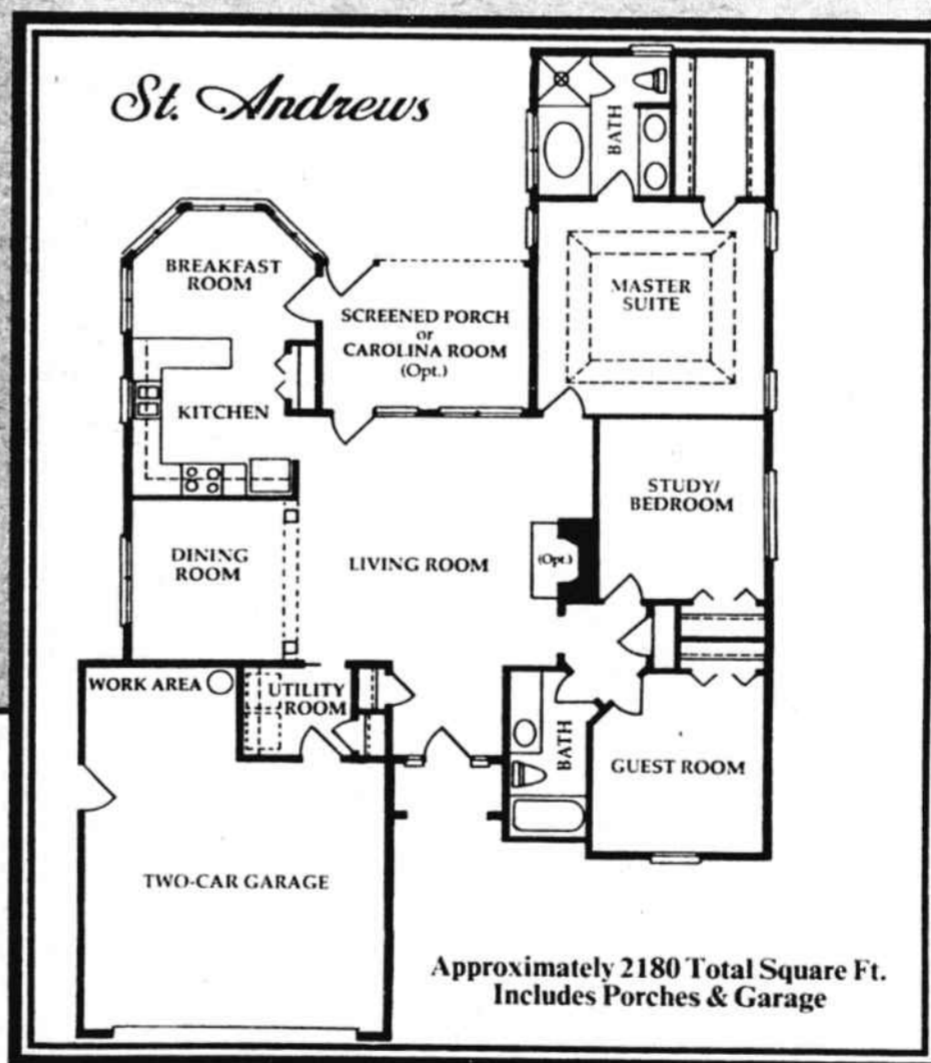 St. Andrews
BATH
BREAKFAST
ROOM
MASTER
SUITE
SCREENED PORCH
or
CAROLINA ROOM
(Opt.)
KITCHEN
STUDY/
BEDROOM
DINING
ROOM
LIVING ROOM
(Opt.)
WORK AREA
UTILITY
ROOM
BATH
GUEST ROOM
TWO-CAR GARAGE
Approximately 2180 Total Square Ft.
Includes Porches & Garage